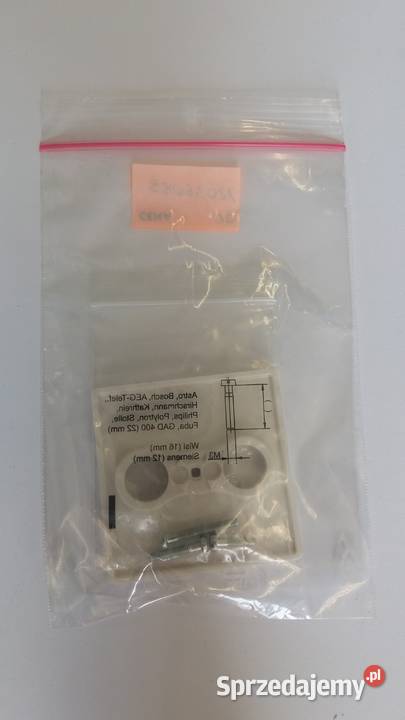 CENA
Astro, Bosch, AEG-Telef.,
Hirschmann, Kathrein,
Philips, Polytron, Stolle,
Fuba, GAD 400 (22 mm)
Wisi (16 mm)
Siemens (12 mm)
M3
Sprzedajemy.pl